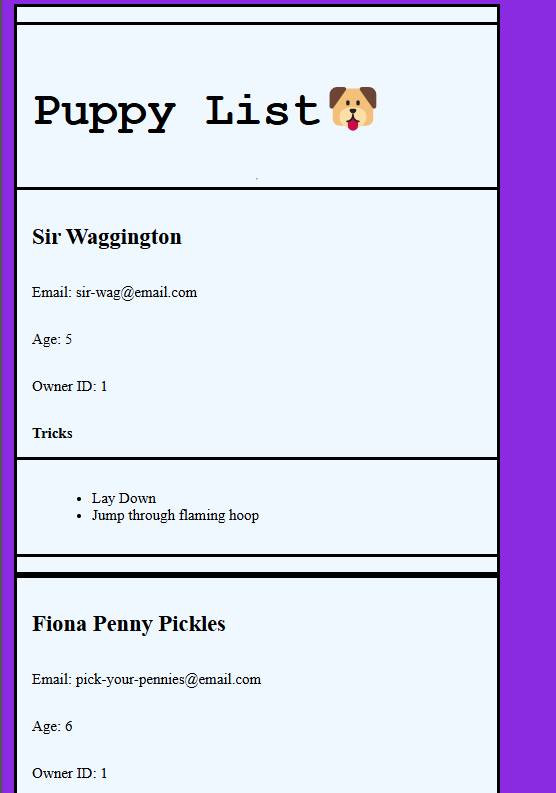 Puppy List🐶
Sir Waggington
Email: sir-wag@email.com
Age: 5
Owner ID: 1
Tricks
• Lay Down
• Jump through flaming hoop
Fiona Penny Pickles
Email: pick-your-pennies@email.com
Age: 6
Owner ID: 1